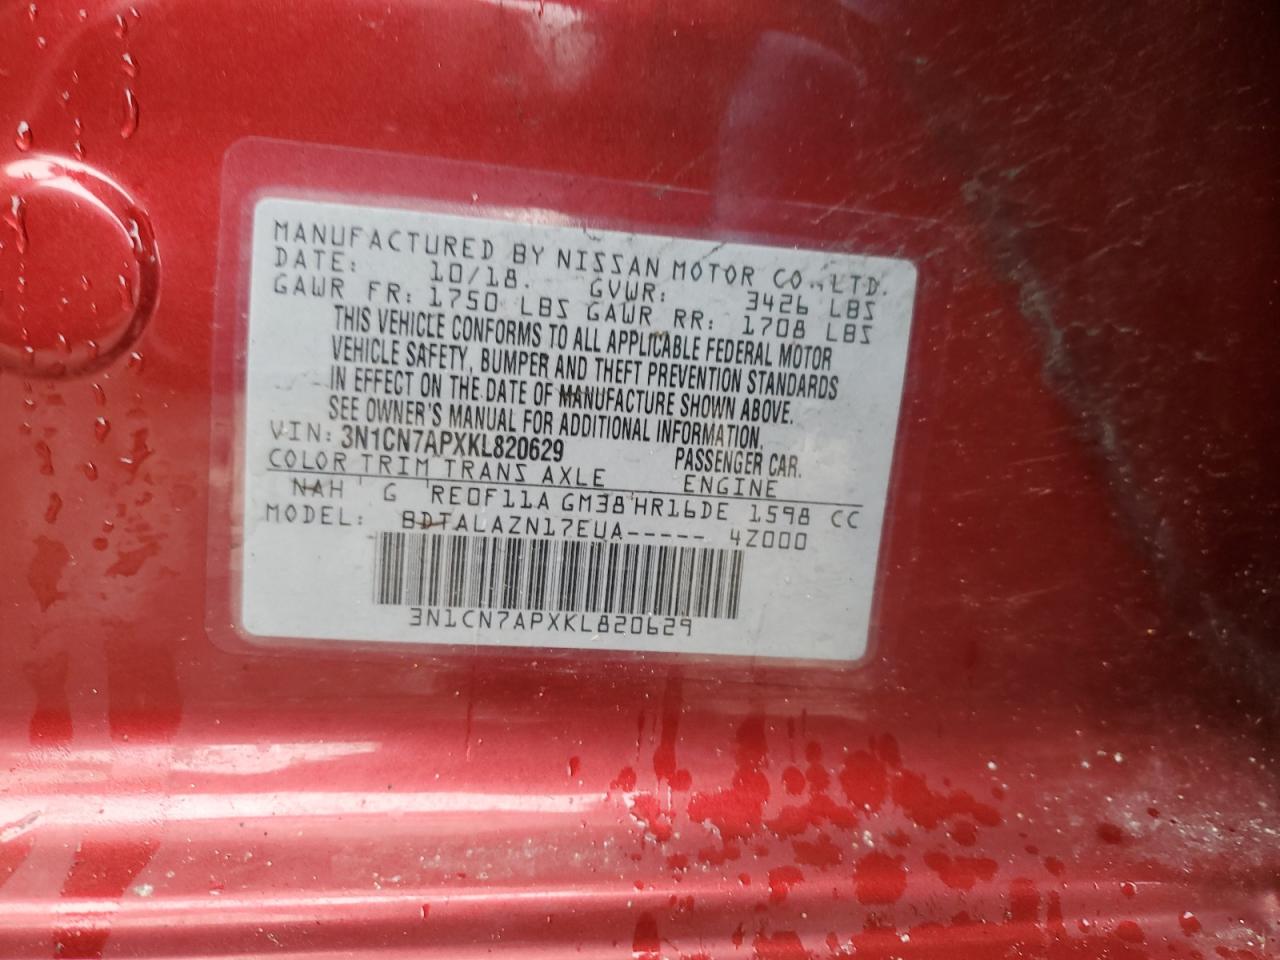 MANUFACTURED BY NISSAN MOTOR CO.,LTD.
DATE: 10/18. GVWR: 3426 LBS
GAWR FR: 1750 LBS GAWR RR: 1708 LBS
THIS VEHICLE CONFORMS TO ALL APPLICABLE FEDERAL MOTOR
VEHICLE SAFETY, BUMPER AND THEFT PREVENTION STANDARDS
IN EFFECT ON THE DATE OF MANUFACTURE SHOWN ABOVE.
SEE OWNER'S MANUAL FOR ADDITIONAL INFORMATION.
VIN: 3N1CN7APXKL820629 PASSENGER CAR.
COLOR TRIM TRANS AXLE ENGINE
NAH G RE0F11A GM38 HR16DE 1598 CC
MODEL: BDTALAZN17EUA----- 4Z000
3N1CN7APXKL820629